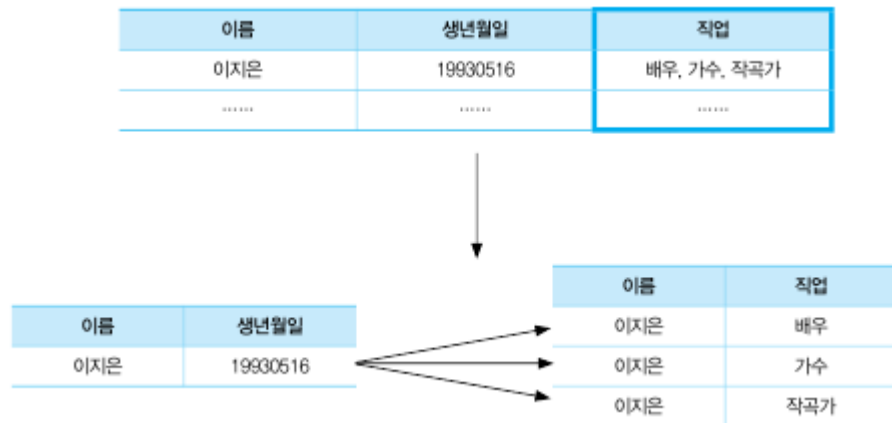 이름 생년월일 직업
이지은 19930516 배우, 가수, 작곡가
...... ...... ......
이름 직업
이름 생년월일
이지은 배우
이지은 19930516
이지은 가수
이지은 작곡가